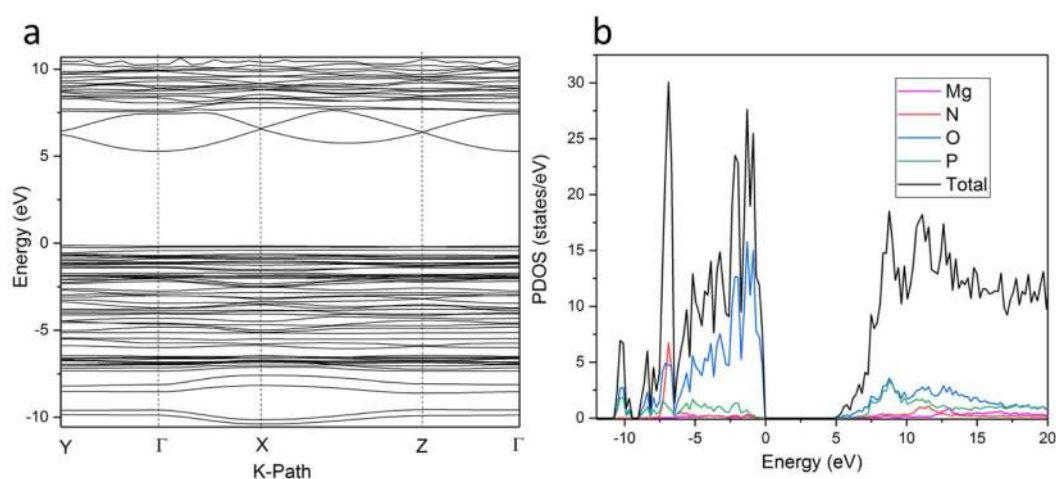 a
10
5
0
-5
-10
Energy (eV)
Y Γ X Z Γ
K-Path
b
30
25
20
15
10
5
0
PDOS (states/eV)
Mg
N
O
P
Total
-10 -5 0 5 10 15 20
Energy (eV)